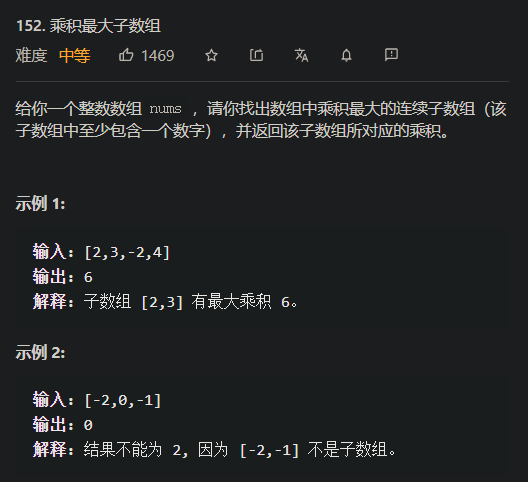 152. 乘积最大子数组
难度 中等 1469
给你一个整数数组 nums ，请你找出数组中乘积最大的连续子数组（该
子数组中至少包含一个数字），并返回该子数组所对应的乘积。
示例 1:
输入：[2,3,-2,4]
输出：6
解释：子数组 [2,3] 有最大乘积 6。
示例 2:
输入：[-2,0,-1]
输出：0
解释：结果不能为 2, 因为 [-2,-1] 不是子数组。